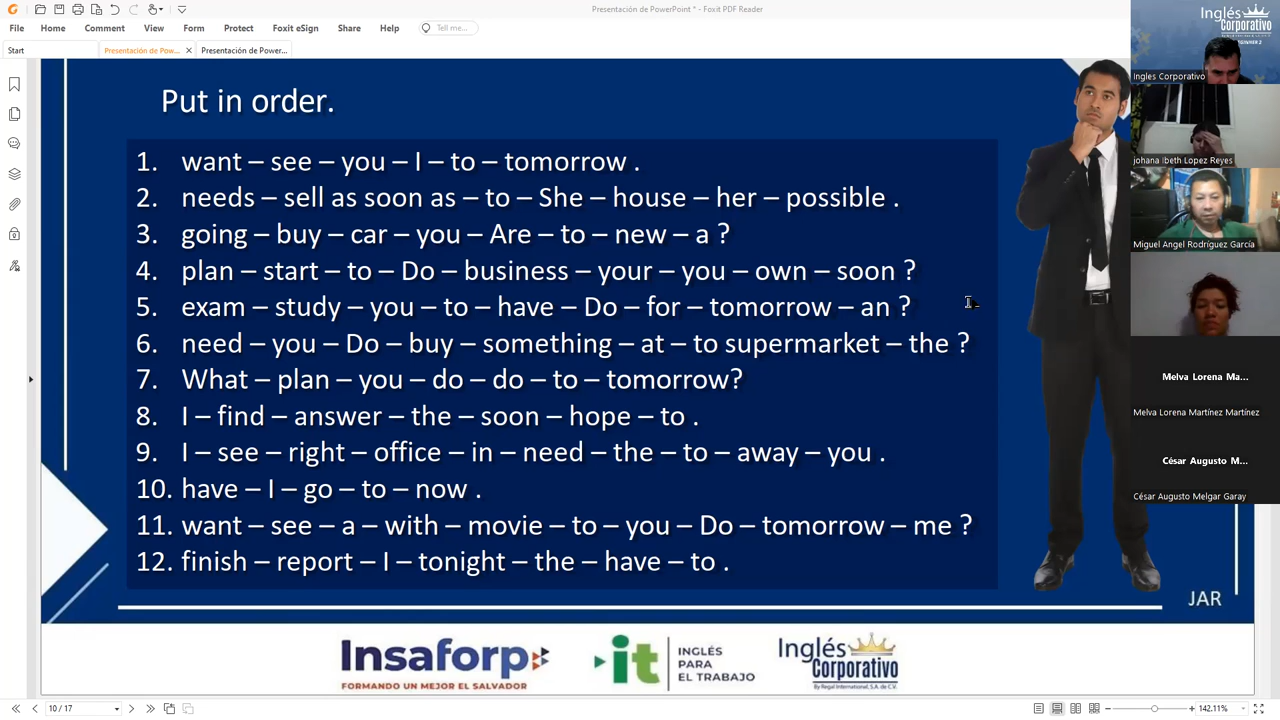 Presentación de PowerPoint * - Foxit PDF Reader
File Home Comment View Form Protect Foxit eSign Share Help Tell me...
Start Presentación de Pow... Presentación de Power...
Put in order.
1. want – see – you – I – to – tomorrow .
2. needs – sell as soon as – to – She – house – her – possible .
3. going – buy – car – you – Are – to – new – a ?
4. plan – start – to – Do – business – your – you – own – soon ?
5. exam – study – you – to – have – Do – for – tomorrow – an ?
6. need – you – Do – buy – something – at – to supermarket – the ?
7. What – plan – you – do – do – to – tomorrow?
8. I – find – answer – the – soon – hope – to .
9. I – see – right – office – in – need – the – to – away – you .
10. have – I – go – to – now .
11. want – see – a – with – movie – to – you – Do – tomorrow – me ?
12. finish – report – I – tonight – the – have – to .
JAR
Insaforp
FORMANDO UN MEJOR EL SALVADOR
it
INGLÉS
PARA
EL TRABAJO
Inglés
Corporativo
By Regal International, S.A. de C.V.
Inglés
Corporativo
Ingles Corporativo
johana Ibeth Lopez Reyes
Miguel Angel Rodríguez García
Melva Lorena Ma...
Melva Lorena Martínez Martínez
César Augusto M...
César Augusto Melgar Garay
10 / 17
142.11%